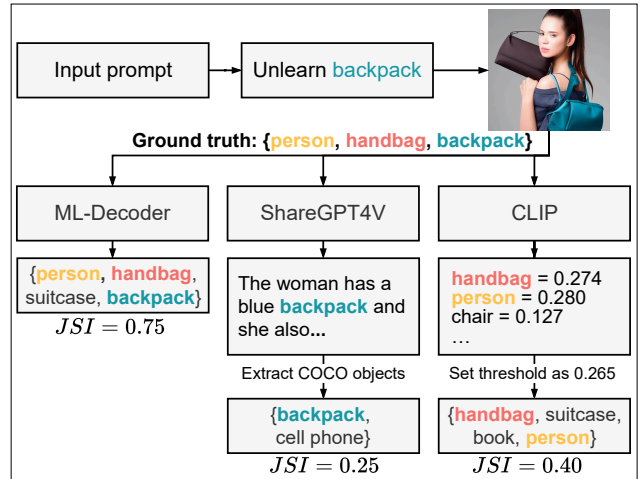 Input prompt
Unlearn backpack
Ground truth: {person, handbag, backpack}
ML-Decoder
ShareGPT4V
CLIP
{person, handbag,
suitcase, backpack}
JSI = 0.75
The woman has a
blue backpack and
she also...
Extract COCO objects
{backpack,
cell phone}
JSI = 0.25
handbag = 0.274
person = 0.280
chair = 0.127
...
Set threshold as 0.265
{handbag, suitcase,
book, person}
JSI = 0.40